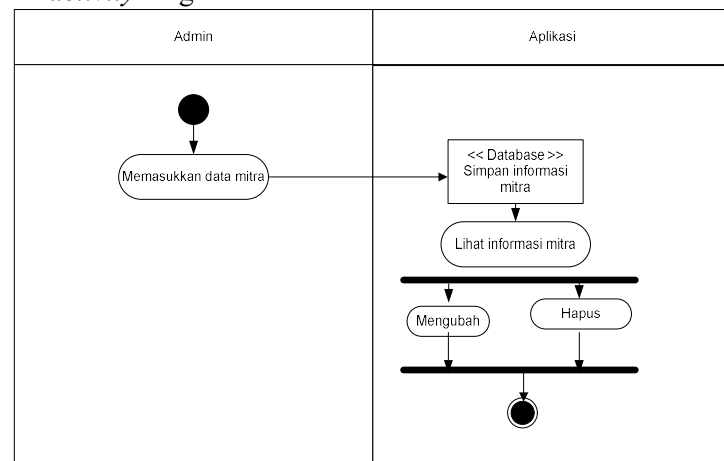 Admin
Aplikasi
Memasukkan data mitra
<< Database >>
Simpan informasi
mitra
Lihat informasi mitra
Mengubah
Hapus